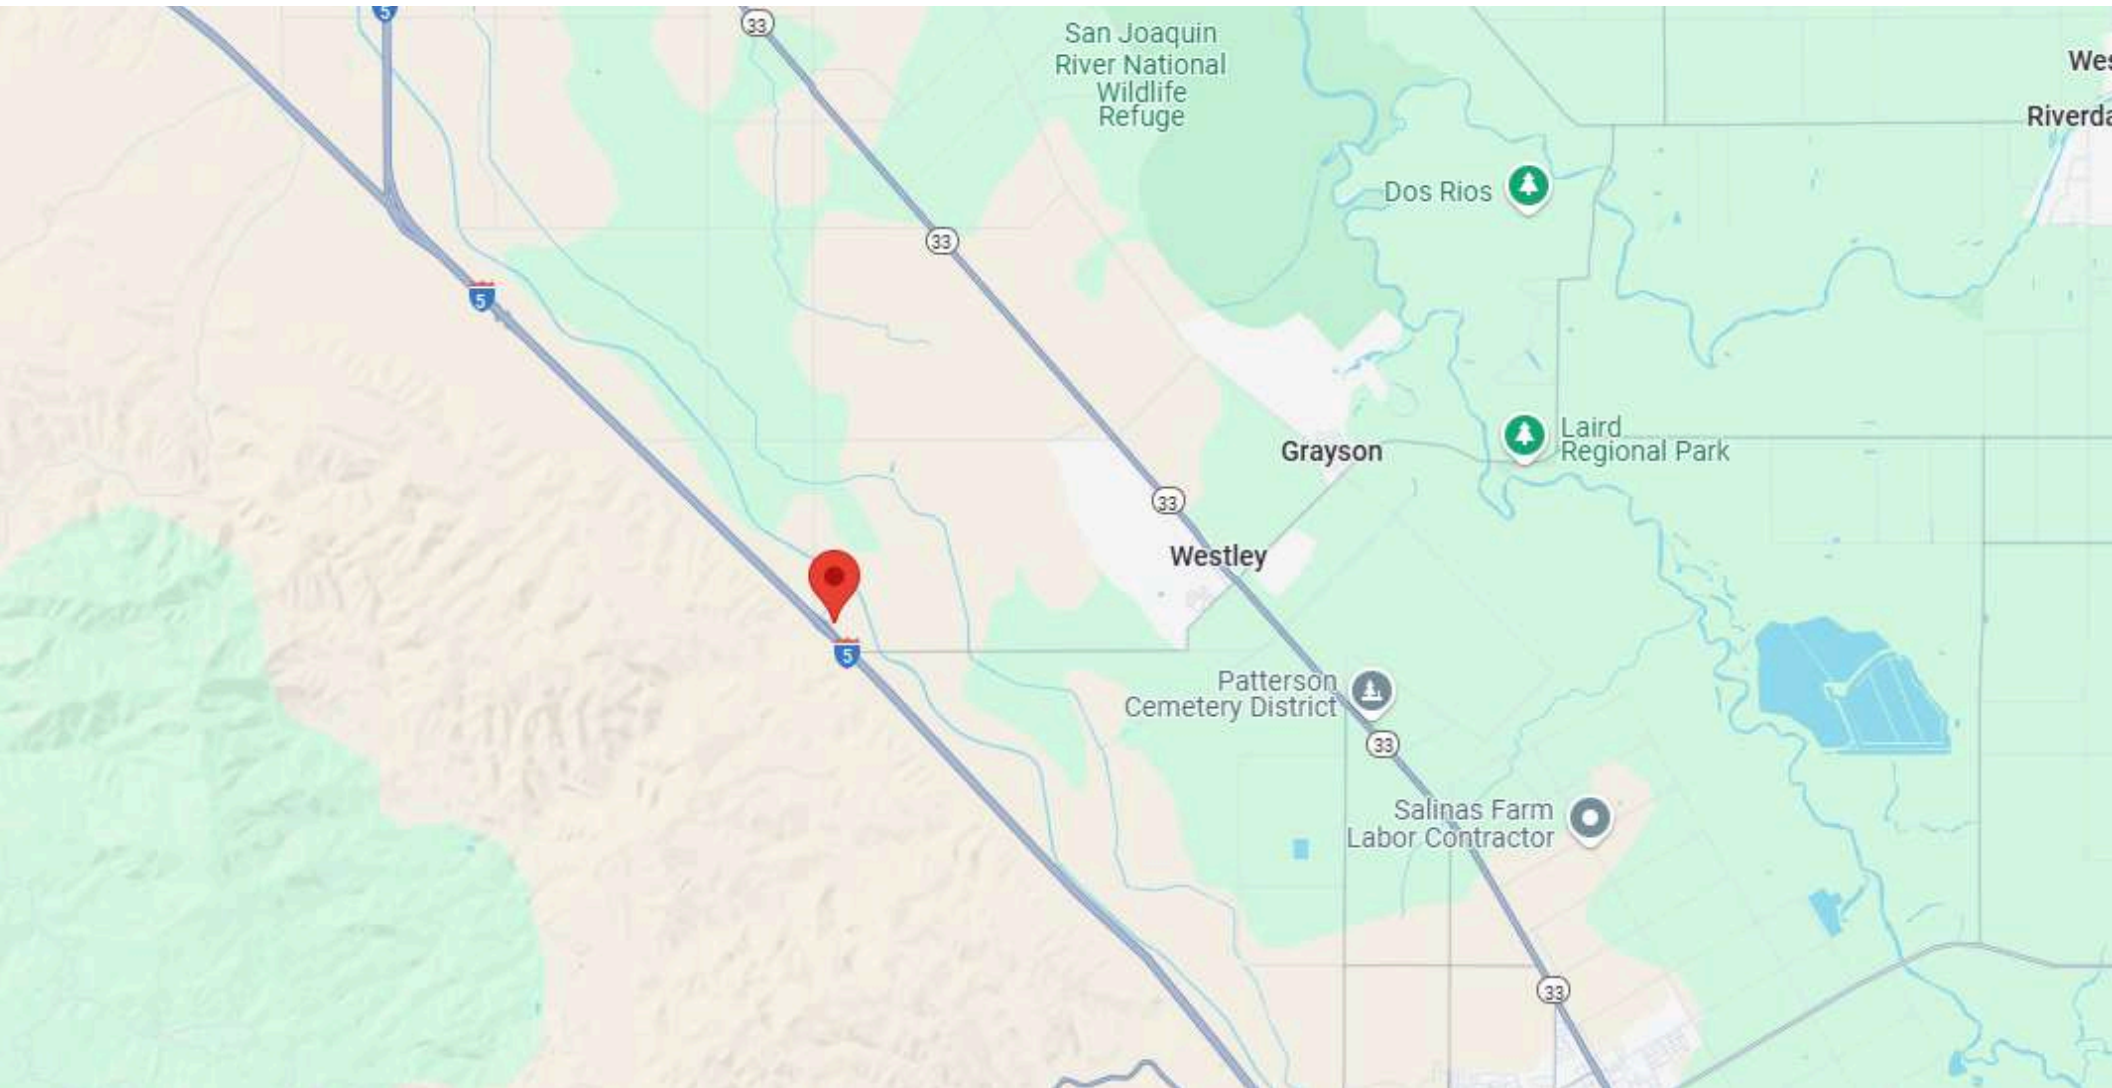 5
33
San Joaquin
River National
Wildlife
Refuge
Wes
Riverda
Dos Rios
33
5
Laird
Regional Park
Grayson
33
Westley
5
Patterson
Cemetery District
33
Salinas Farm
Labor Contractor
33